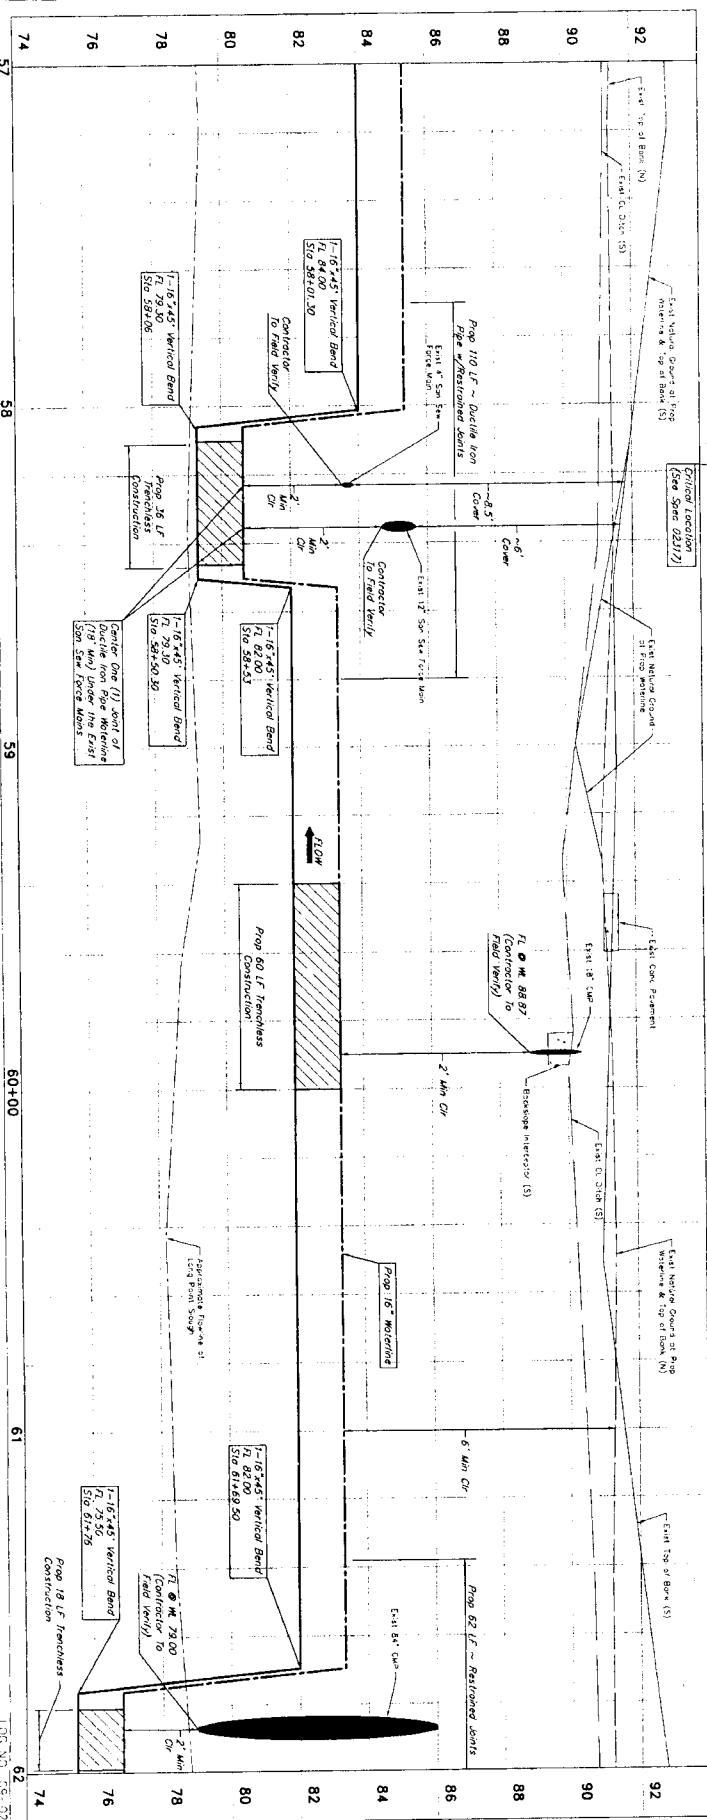 74
76
78
80
82
84
86
88
90
92
57
58
59
60+00
61
62
Exist Top of Bank (N)
Exist CL Ditch (S)
Exist Natural Ground at Prop
Waterline & Top of Bank (S)
Critical Location
(See Spec 02317)
Prop 110 LF ~ Ductile Iron
Pipe w/Restrained Joints
Exist 4" San Sew
Force Main
Contractor
To Field Verify
1-16"x45° Vertical Bend
FL 84.00
Sta 58+01.30
1-16"x45° Vertical Bend
FL 79.30
Sta 58+06
Prop 36 LF
Trenchless
Construction
2'
Min
Clr
~8.5'
Cover
2'
Min
Clr
~6'
Cover
Exist 12" San Sew Force Main
Contractor
To Field Verify
Exist Natural Ground
at Prop Waterline
1-16"x45° Vertical Bend
FL 82.00
Sta 58+53
1-16"x45° Vertical Bend
FL 79.30
Sta 58+50.30
Center One (1) Joint of
Ductile Iron Pipe Waterline
(18' Min) Under the Exist
San Sew Force Mains
FLOW
Prop 60 LF Trenchless
Construction
Exist Conc Pavement
Exist 18" CMP
FL @ WL 88.87
(Contractor To
Field Verify)
2' Min Clr
Backslope Interceptor (S)
Exist CL Ditch (S)
Exist Natural Ground at Prop
Waterline & Top of Bank (N)
Approximate Flowline of
Long Point Slough
Prop 16" Waterline
6' Min Clr
Exist Top of Bank (S)
1-16"x45° Vertical Bend
FL 82.00
Sta 61+69.50
1-16"x45° Vertical Bend
FL 75.50
Sta 61+76
Prop 62 LF ~ Restrained Joints
Exist 84" CMP
FL @ WL 79.00
(Contractor To
Field Verify)
2' Min
Clr
Prop 18 LF Trenchless
Construction
74
76
78
80
82
84
86
88
90
92